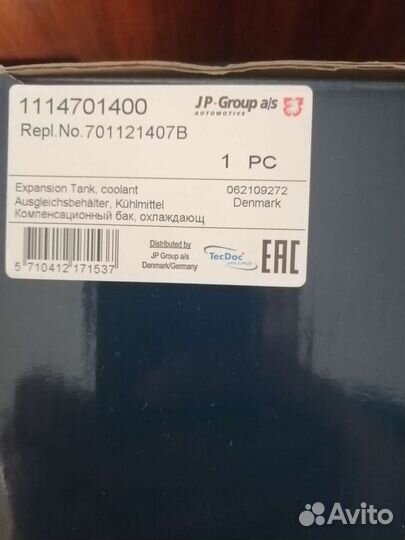 1114701400
JP·Group a/s
AUTOMOTIVE
Repl.No.701121407B
1 PC
Expansion Tank, coolant
062109272
Ausgleichsbehälter, Kühlmittel
Denmark
Компенсационный бак, охлаждающ
Distributed by
JP Group a/s
Denmark/Germany
TecDoc
EAC
5 710412 171537
Avito